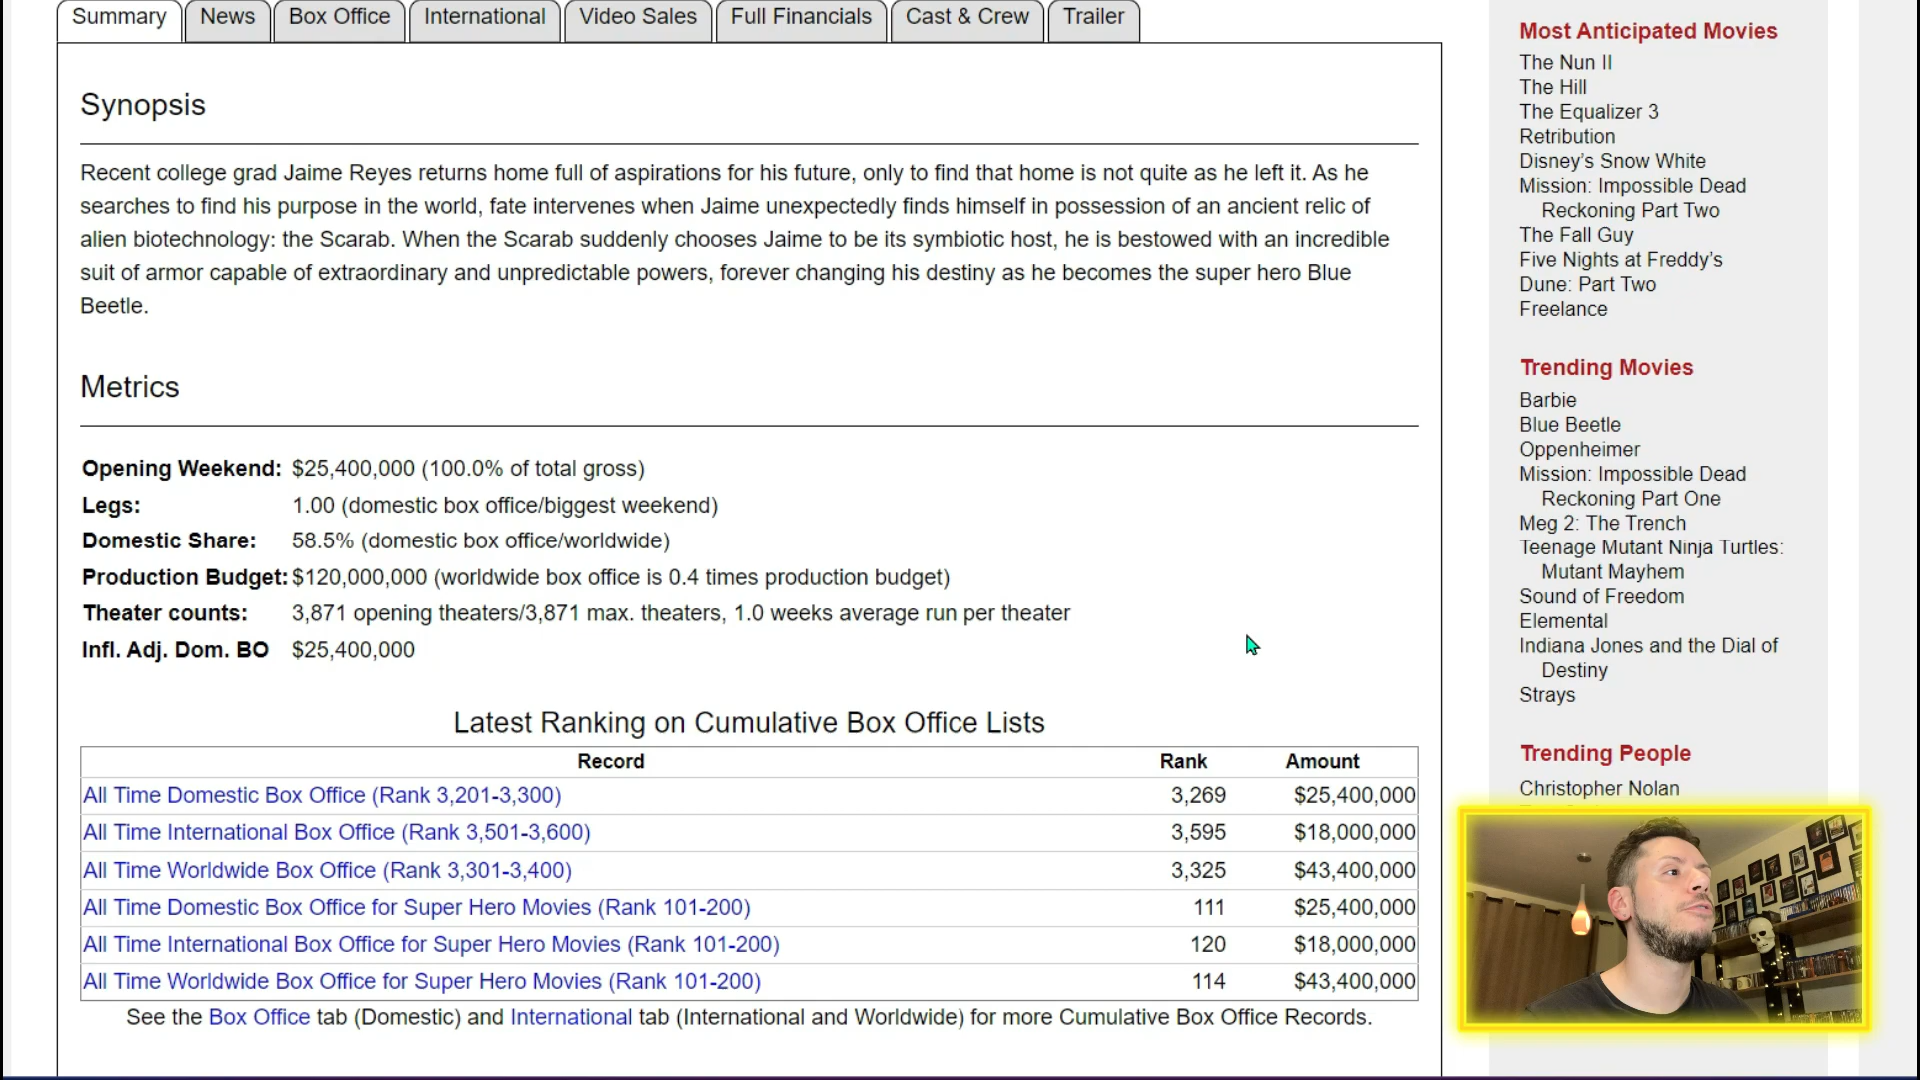 Summary News Box Office International Video Sales Full Financials Cast & Crew Trailer
Synopsis
Recent college grad Jaime Reyes returns home full of aspirations for his future, only to find that home is not quite as he left it. As he
searches to find his purpose in the world, fate intervenes when Jaime unexpectedly finds himself in possession of an ancient relic of
alien biotechnology: the Scarab. When the Scarab suddenly chooses Jaime to be its symbiotic host, he is bestowed with an incredible
suit of armor capable of extraordinary and unpredictable powers, forever changing his destiny as he becomes the super hero Blue
Beetle.
Metrics
Opening Weekend: $25,400,000 (100.0% of total gross)
Legs: 1.00 (domestic box office/biggest weekend)
Domestic Share: 58.5% (domestic box office/worldwide)
Production Budget: $120,000,000 (worldwide box office is 0.4 times production budget)
Theater counts: 3,871 opening theaters/3,871 max. theaters, 1.0 weeks average run per theater
Infl. Adj. Dom. BO $25,400,000
Latest Ranking on Cumulative Box Office Lists
Record Rank Amount
All Time Domestic Box Office (Rank 3,201-3,300) 3,269 $25,400,000
All Time International Box Office (Rank 3,501-3,600) 3,595 $18,000,000
All Time Worldwide Box Office (Rank 3,301-3,400) 3,325 $43,400,000
All Time Domestic Box Office for Super Hero Movies (Rank 101-200) 111 $25,400,000
All Time International Box Office for Super Hero Movies (Rank 101-200) 120 $18,000,000
All Time Worldwide Box Office for Super Hero Movies (Rank 101-200) 114 $43,400,000
See the Box Office tab (Domestic) and International tab (International and Worldwide) for more Cumulative Box Office Records.
Most Anticipated Movies
The Nun II
The Hill
The Equalizer 3
Retribution
Disney's Snow White
Mission: Impossible Dead
Reckoning Part Two
The Fall Guy
Five Nights at Freddy's
Dune: Part Two
Freelance
Trending Movies
Barbie
Blue Beetle
Oppenheimer
Mission: Impossible Dead
Reckoning Part One
Meg 2: The Trench
Teenage Mutant Ninja Turtles:
Mutant Mayhem
Sound of Freedom
Elemental
Indiana Jones and the Dial of
Destiny
Strays
Trending People
Christopher Nolan